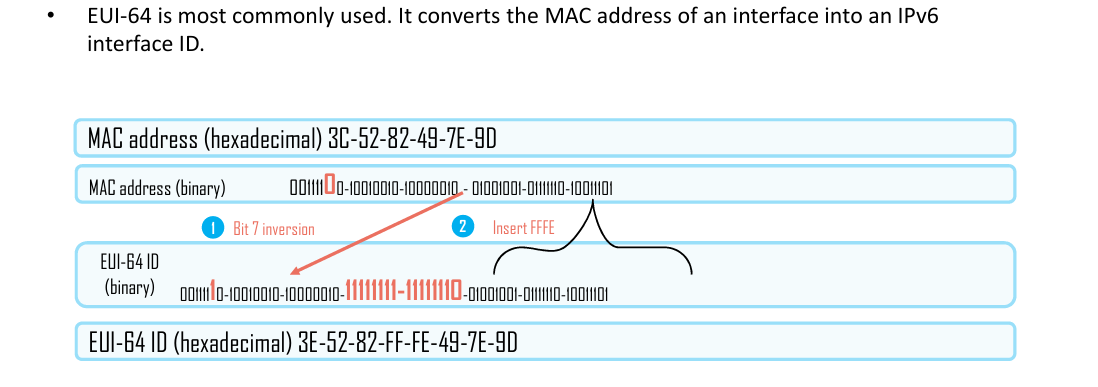 • EUI-64 is most commonly used. It converts the MAC address of an interface into an IPv6
interface ID.
MAC address (hexadecimal) 3C-52-82-49-7E-9D
MAC address (binary) 00111100-10010010-10000010 - 01001001-01111110-10011101
1 Bit 7 inversion 2 Insert FFFE
EUI-64 ID
(binary)
00111110-10010010-10000010-11111111-11111110-01001001-01111110-10011101
EUI-64 ID (hexadecimal) 3E-52-82-FF-FE-49-7E-9D